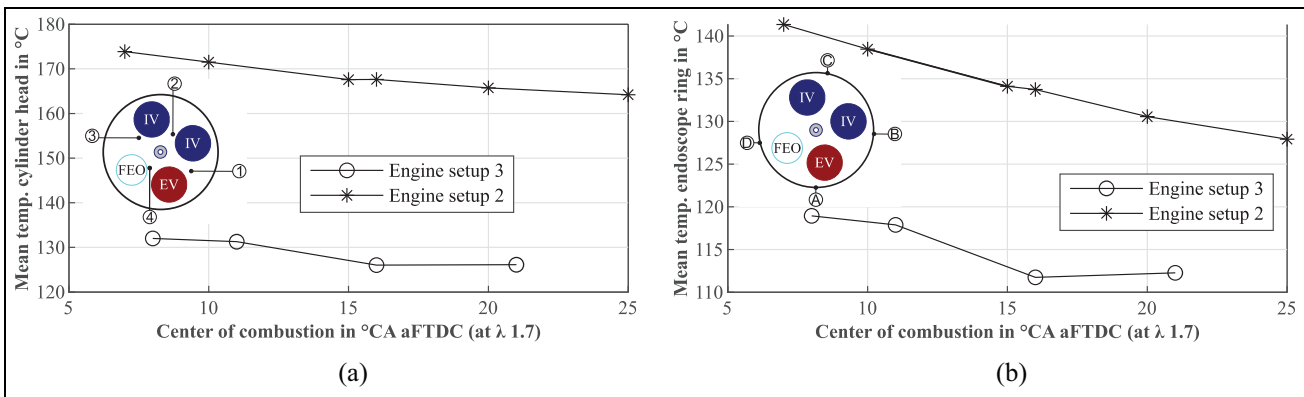 Mean temp. cylinder head in °C
180
170
160
150
140
130
120
5
10
15
20
25
Center of combustion in °CA aFTDC (at λ 1.7)
IV
IV
FEO
EV
1
2
3
4
Engine setup 3
Engine setup 2
(a)
Mean temp. endoscope ring in °C
140
135
130
125
120
115
110
5
10
15
20
25
Center of combustion in °CA aFTDC (at λ 1.7)
IV
IV
FEO
EV
A
B
C
D
Engine setup 3
Engine setup 2
(b)